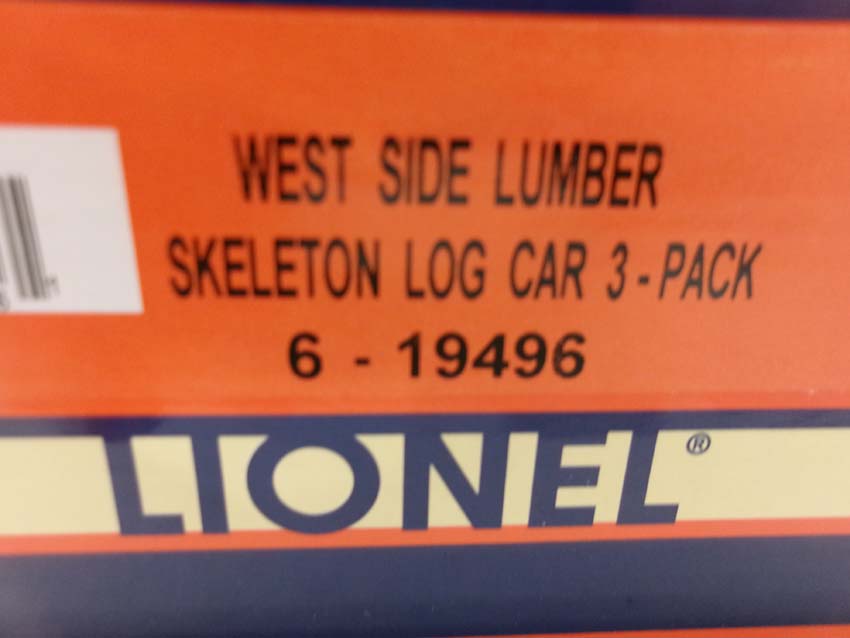 WEST SIDE LUMBER
SKELETON LOG CAR 3-PACK
6 - 19496
LIONEL®